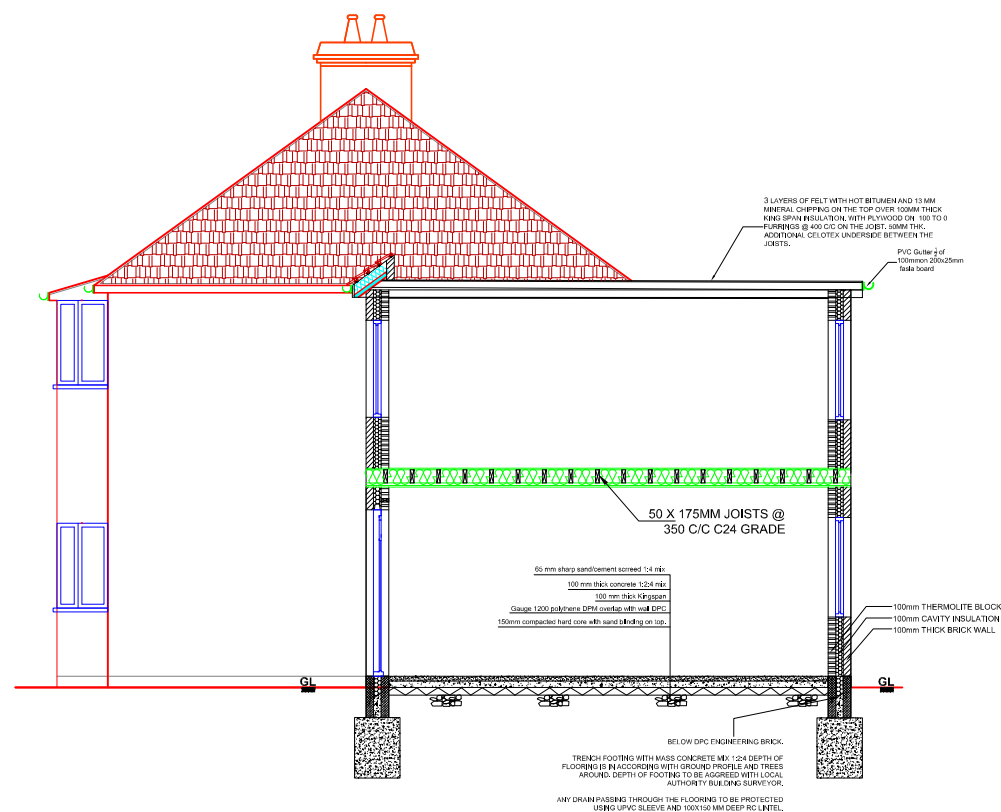 3 LAYERS OF FELT WITH HOT BITUMEN AND 13 MM
MINERAL CHIPPING ON THE TOP OVER 100MM THICK
KING SPAN INSULATION, WITH PLYWOOD ON 100 TO 0
FURRINGS @ 400 C/C ON THE JOIST. 50MM THK.
ADDITIONAL CELOTEX UNDERSIDE BETWEEN THE
JOISTS.
PVC Gutter ½ of
100mmon 200x25mm
fasia board
50 X 175MM JOISTS @
350 C/C C24 GRADE
65 mm sharp sand/cement scrreed 1:4 mix
100 mm thick concrete 1:2:4 mix
100 mm thick Kingspan
Gauge 1200 polythene DPM overlap with wall DPC
150mm compacted hard core with sand blinding on top.
100mm THERMOLITE BLOCK
100mm CAVITY INSULATION
100mm THICK BRICK WALL
GL
GL
BELOW DPC ENGINEERING BRICK.
TRENCH FOOTING WITH MASS CONCRETE MIX 1:2:4 DEPTH OF
FLOORING IS IN ACCORDING WITH GROUND PROFILE AND TREES
AROUND. DEPTH OF FOOTING TO BE AGGREED WITH LOCAL
AUTHORITY BUILDING SURVEYOR.
ANY DRAIN PASSING THROUGH THE FLOORING TO BE PROTECTED
USING UPVC SLEEVE AND 100X150 MM DEEP RC LINTEL.